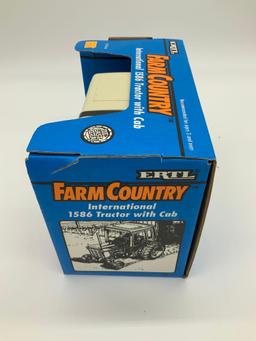 ERTL
FARM COUNTRY
International
1586 Tractor with Cab
ERTL
FARM COUNTRY
International 1586 Tractor with Cab